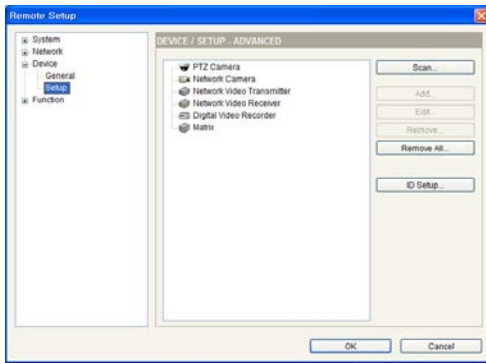 Remote Setup
System
Network
Device
General
Setup
Function
DEVICE / SETUP - ADVANCED
PTZ Camera
Network Camera
Network Video Transmitter
Network Video Receiver
Digital Video Recorder
Matrix
Scan...
Add...
Edit...
Remove...
Remove All...
ID Setup...
OK
Cancel